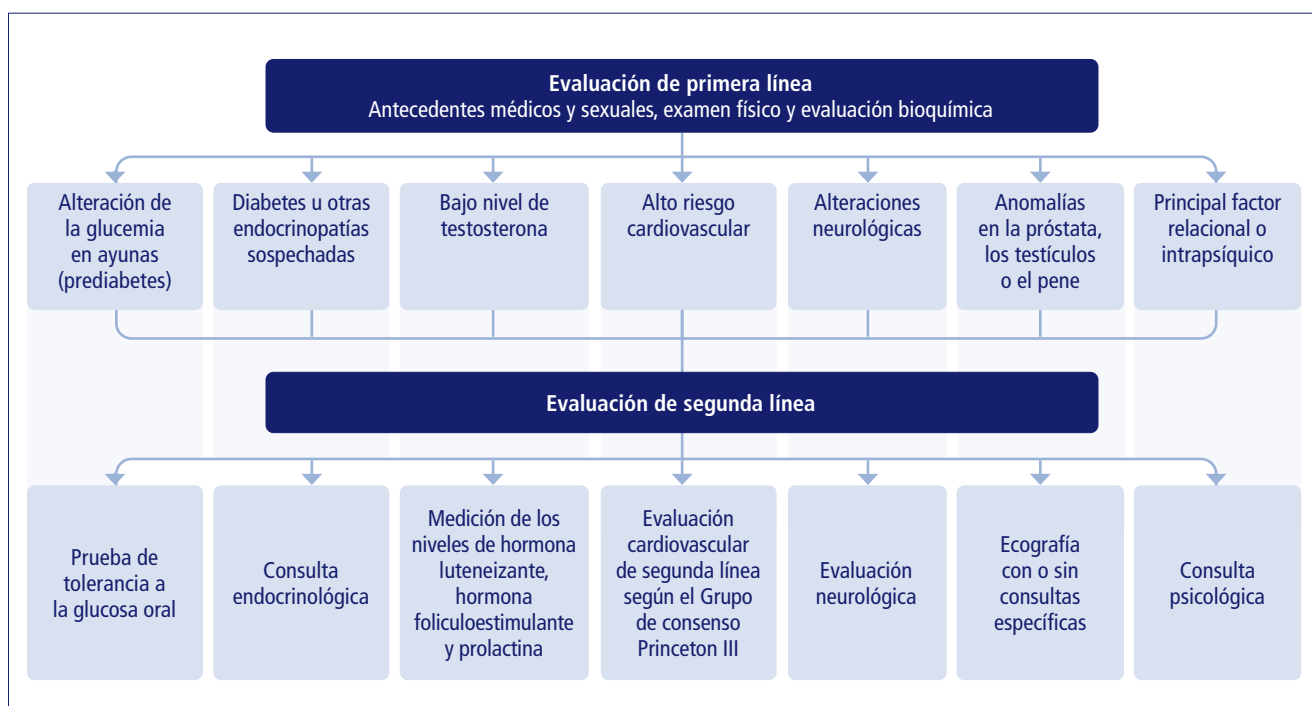 Evaluación de primera línea
Antecedentes médicos y sexuales, examen físico y evaluación bioquímica
Alteración de
la glucemia
en ayunas
(prediabetes)
Diabetes u otras
endocrinopatías
sospechadas
Bajo nivel de
testosterona
Alto riesgo
cardiovascular
Alteraciones
neurológicas
Anomalías
en la próstata,
los testículos
o el pene
Principal factor
relacional o
intrapsíquico
Evaluación de segunda línea
Prueba de
tolerancia a
la glucosa oral
Consulta
endocrinológica
Medición de los
niveles de hormona
luteneizante,
hormona
foliculoestimulante
y prolactina
Evaluación
cardiovascular
de segunda línea
según el Grupo
de consenso
Princeton III
Evaluación
neurológica
Ecografía
con o sin
consultas
específicas
Consulta
psicológica